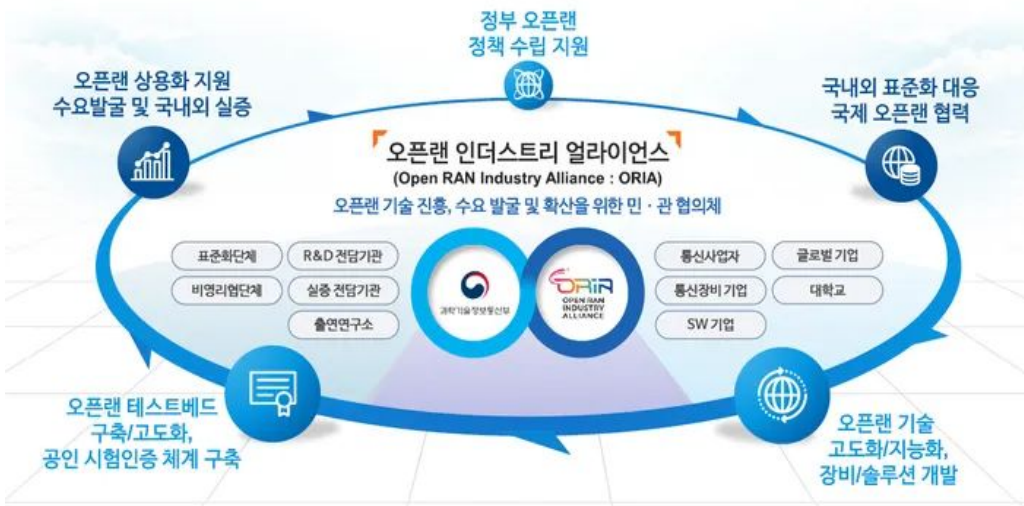 정부 오픈랜
정책 수립 지원
오픈랜 상용화 지원
수요발굴 및 국내외 실증
국내외 표준화 대응
국제 오픈랜 협력
오픈랜 인더스트리 얼라이언스
(Open RAN Industry Alliance : ORIA)
오픈랜 기술 진흥, 수요 발굴 및 확산을 위한 민·관 협의체
표준화단체
R&D 전담기관
비영리협단체
실증 전담기관
출연연구소
과학기술정보통신부
ORIA
OPEN RAN
INDUSTRY
ALLIANCE
통신사업자
글로벌 기업
통신장비 기업
대학교
SW 기업
오픈랜 테스트베드
구축/고도화,
공인 시험인증 체계 구축
오픈랜 기술
고도화/지능화,
장비/솔루션 개발